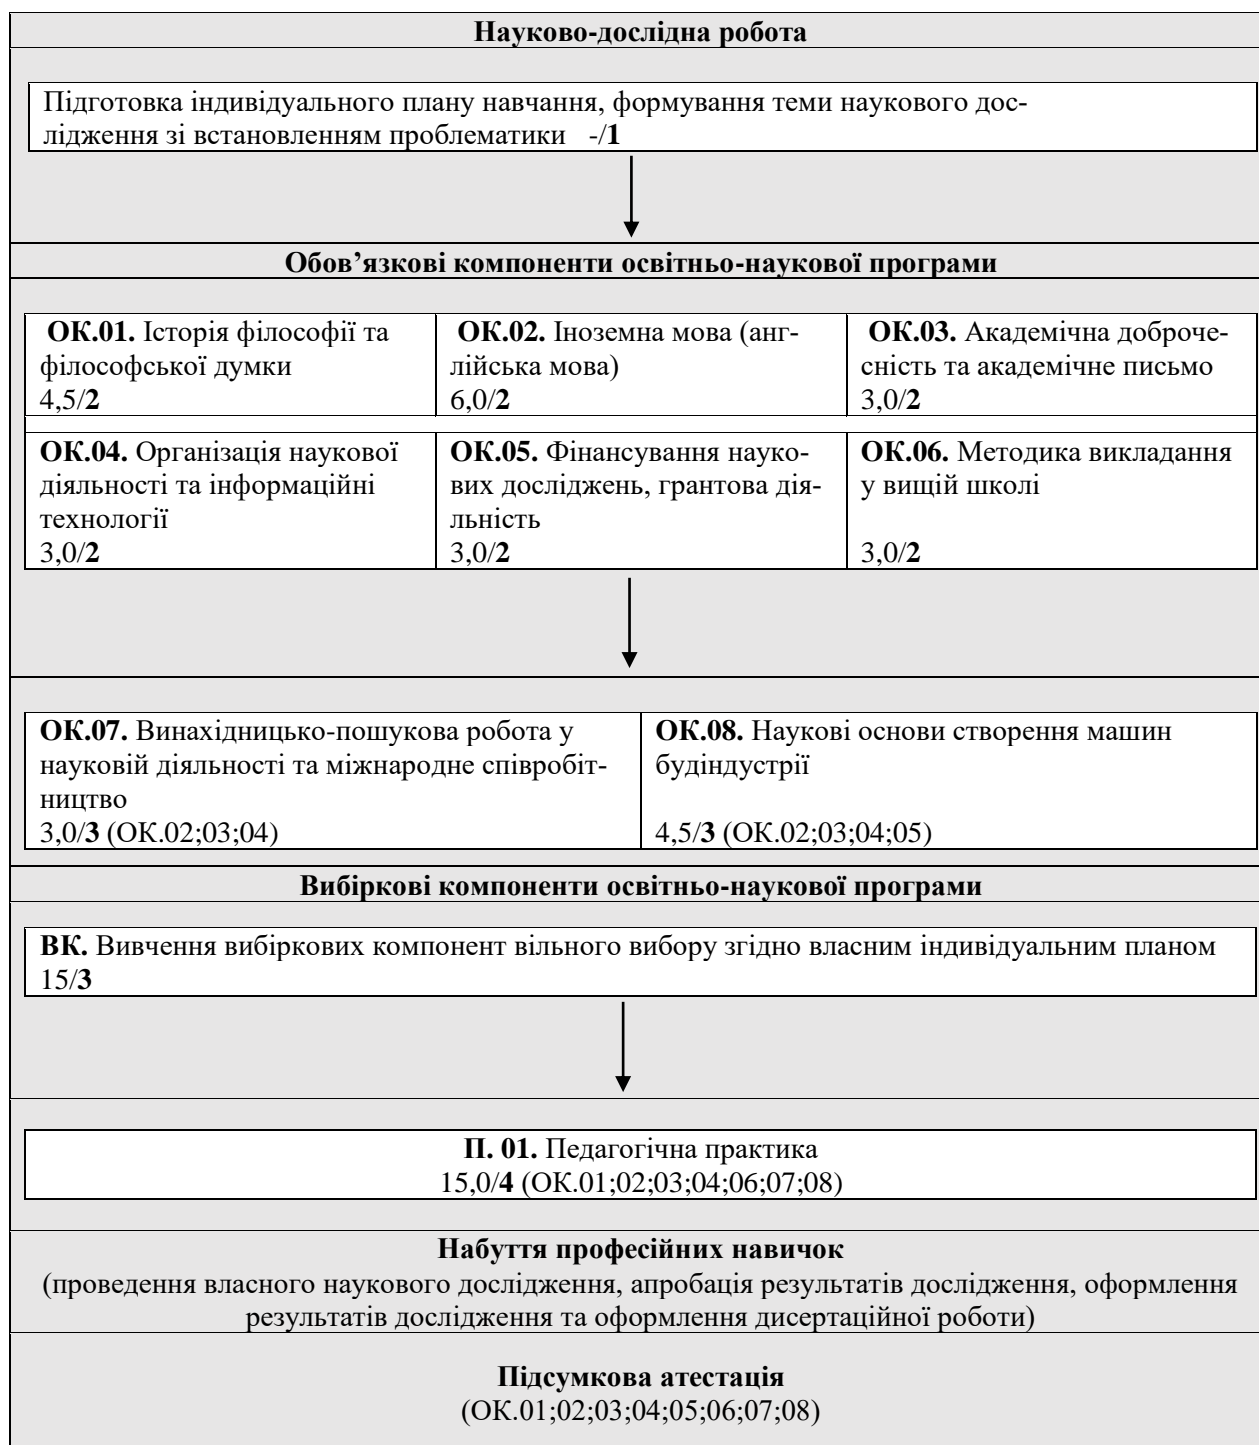 Науково-дослідна робота
Підготовка індивідуального плану навчання, формування теми наукового дос-
лідження зі встановленням проблематики -/1
Обов’язкові компоненти освітньо-наукової програми
ОК.01. Історія філософії та
філософської думки
4,5/2
ОК.02. Іноземна мова (анг-
лійська мова)
6,0/2
ОК.03. Академічна доброче-
сність та академічне письмо
3,0/2
ОК.04. Організація наукової
діяльності та інформаційні
технології
3,0/2
ОК.05. Фінансування науко-
вих досліджень, грантова дія-
льність
3,0/2
ОК.06. Методика викладання
у вищій школі
3,0/2
ОК.07. Винахідницько-пошукова робота у
науковій діяльності та міжнародне співробіт-
ництво
3,0/3 (ОК.02;03;04)
ОК.08. Наукові основи створення машин
будіндустрії
4,5/3 (ОК.02;03;04;05)
Вибіркові компоненти освітньо-наукової програми
ВК. Вивчення вибіркових компонент вільного вибору згідно власним індивідуальним планом
15/3
П. 01. Педагогічна практика
15,0/4 (ОК.01;02;03;04;06;07;08)
Набуття професійних навичок
(проведення власного наукового дослідження, апробація результатів дослідження, оформлення
результатів дослідження та оформлення дисертаційної роботи)
Підсумкова атестація
(ОК.01;02;03;04;05;06;07;08)